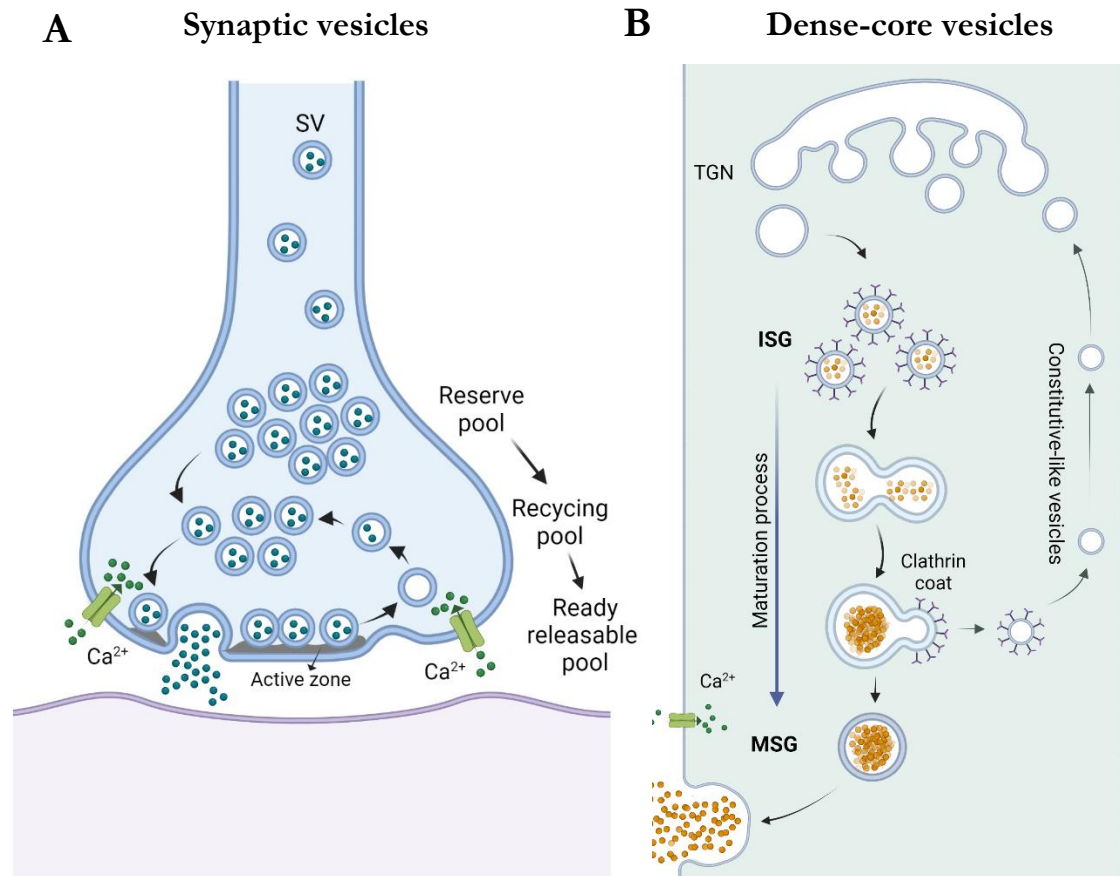 A
Synaptic vesicles
SV
Reserve
pool
Recycing
pool
Ready
releasable
pool
Ca²⁺
Active zone
Ca²⁺
B
Dense-core vesicles
TGN
ISG
Maturation process
Constitutive-like vesicles
Clathrin
coat
Ca²⁺
MSG